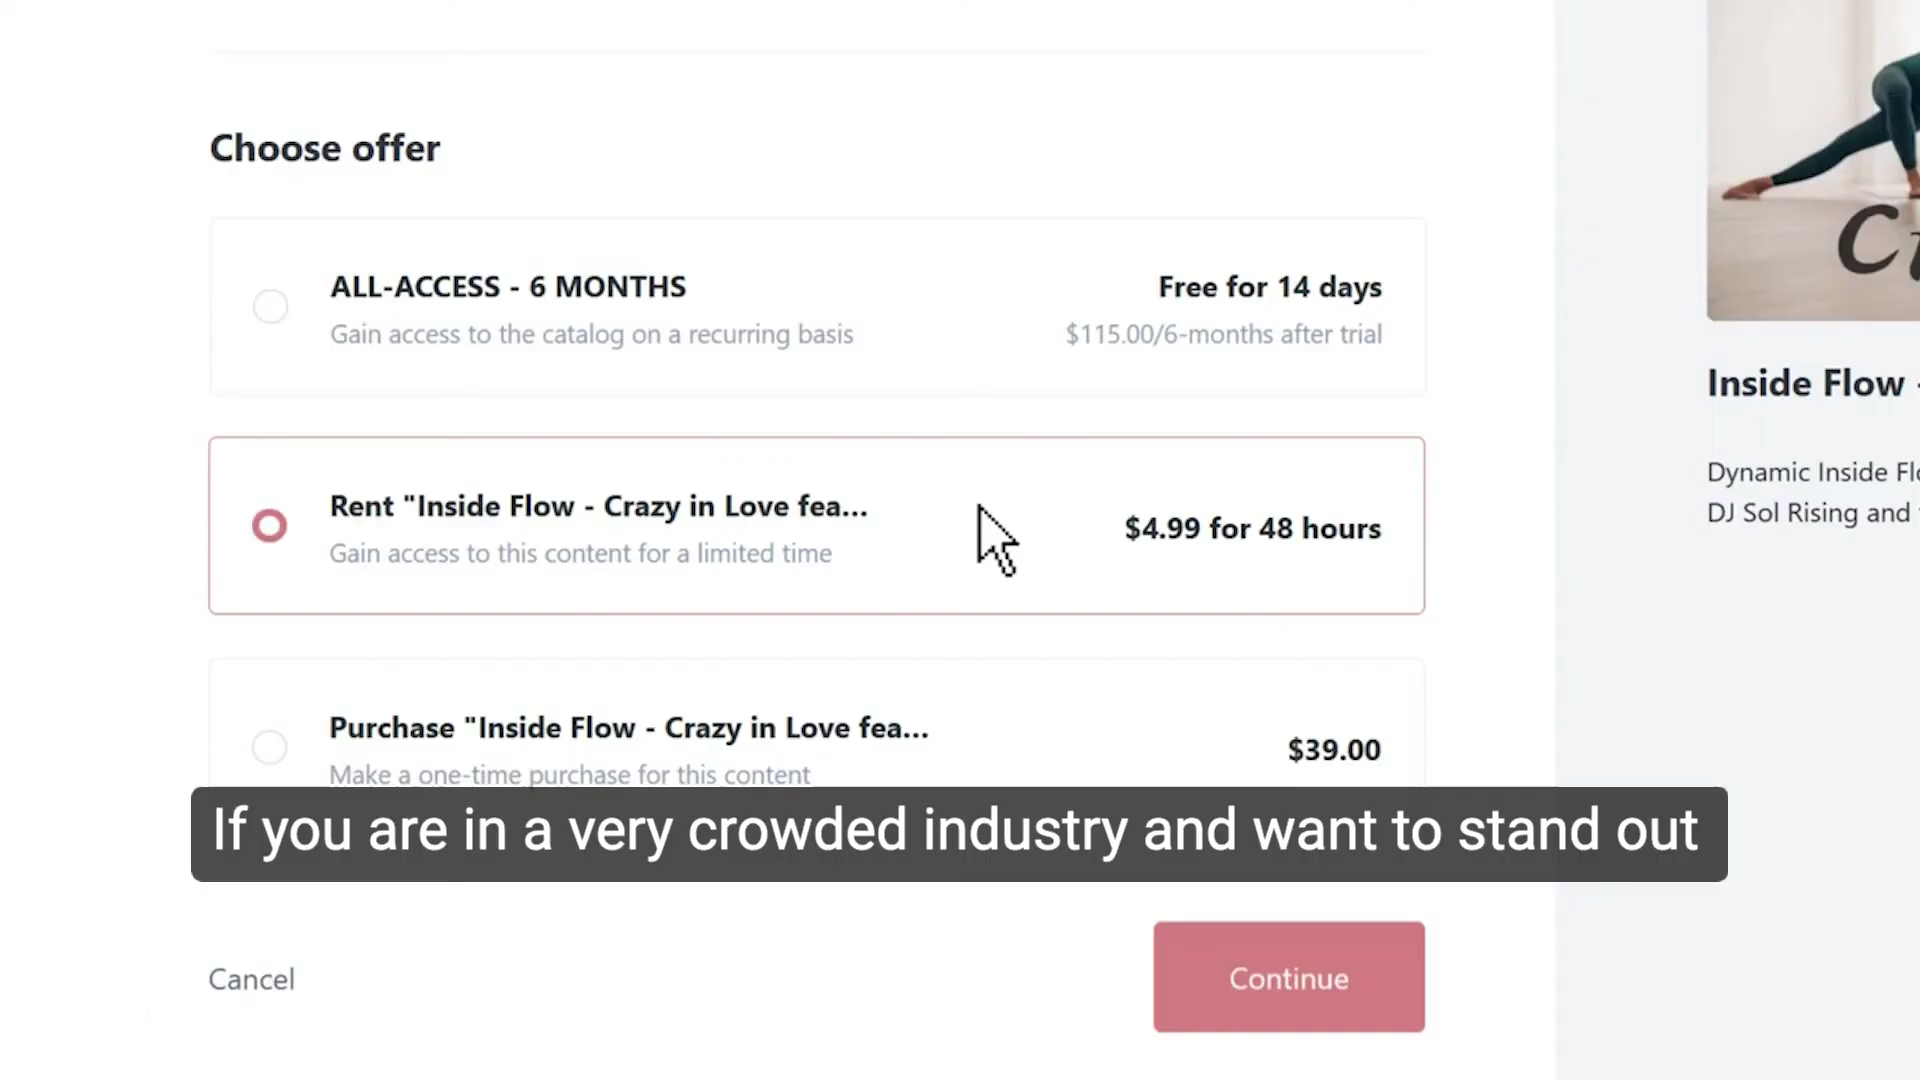 Choose offer
ALL-ACCESS - 6 MONTHS
Free for 14 days
Gain access to the catalog on a recurring basis
$115.00/6-months after trial
Rent "Inside Flow - Crazy in Love fea...
$4.99 for 48 hours
Gain access to this content for a limited time
Purchase "Inside Flow - Crazy in Love fea...
$39.00
Make a one-time purchase for this content
If you are in a very crowded industry and want to stand out
Cancel
Continue
Inside Flow -
Dynamic Inside
DJ Sol Rising and